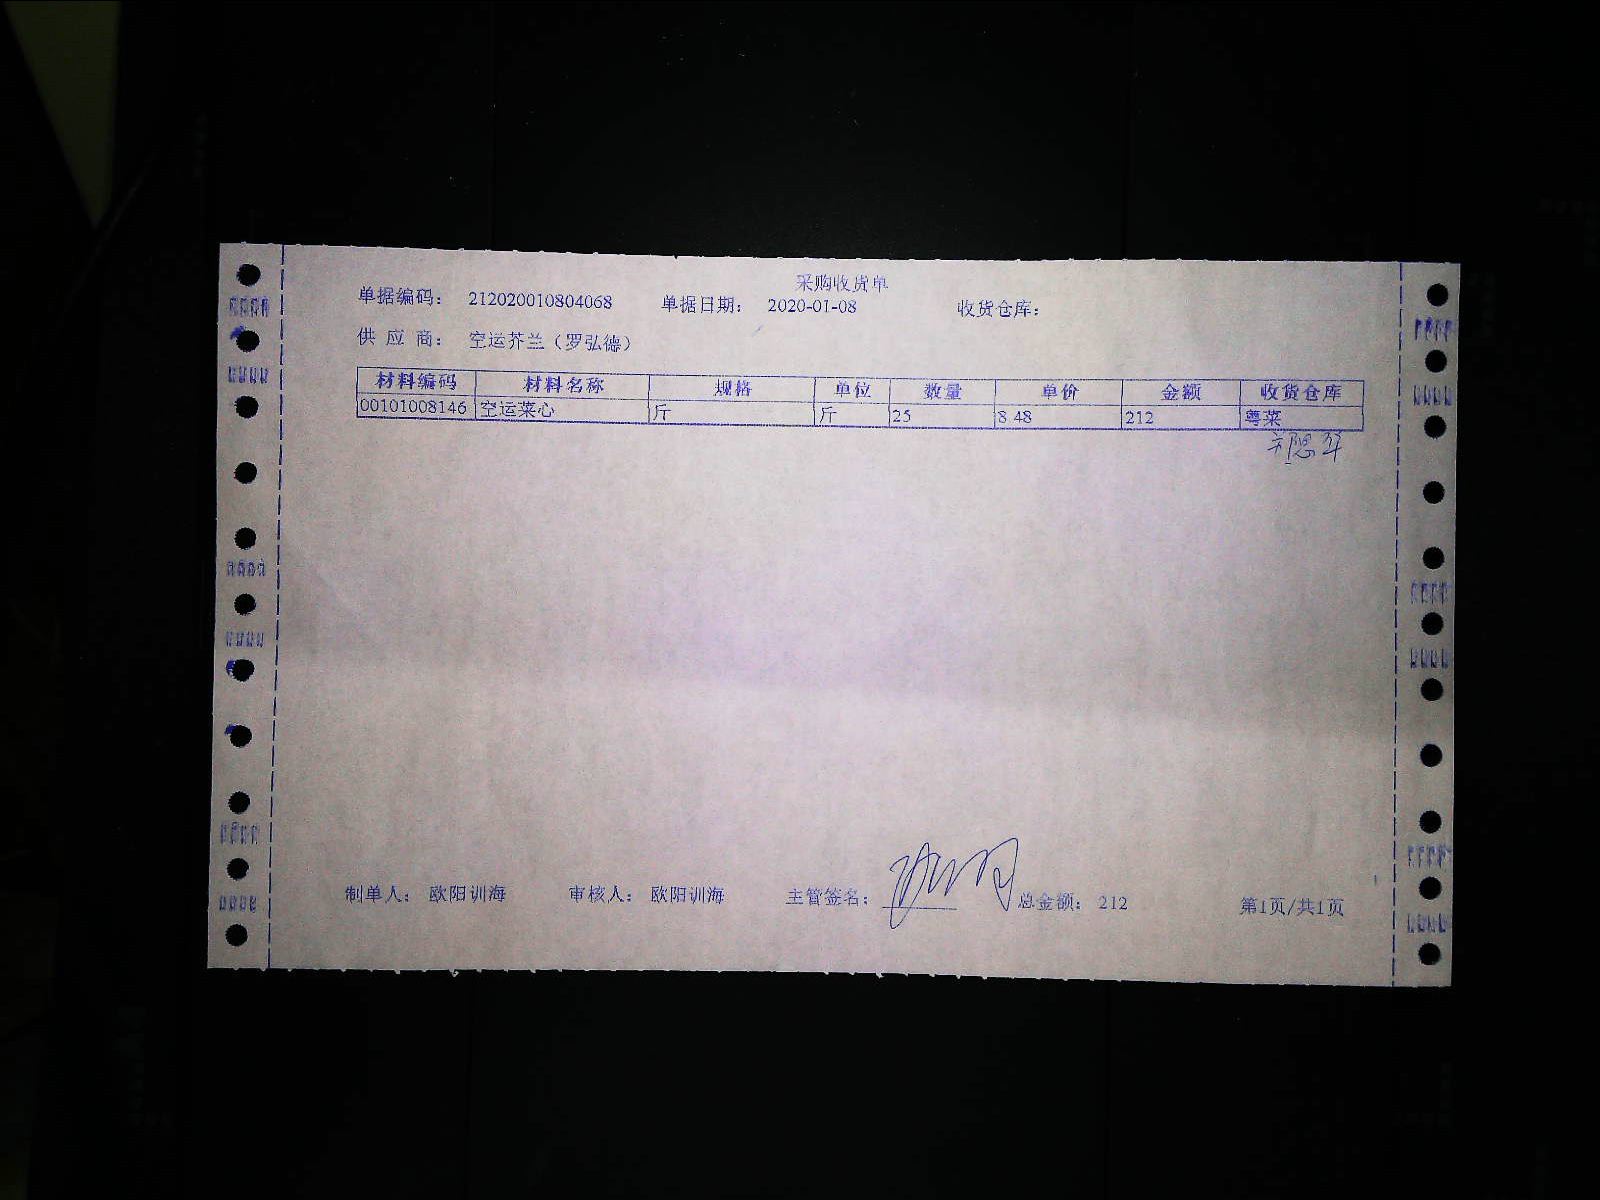 采购收货单
单据编码: 212020010804068 单据日期: 2020-01-08 收货仓库:
供 应 商: 空运芥兰（罗弘德）
材料编码 材料名称 规格 单位 数量 单价 金额 收货仓库
00101008146 空运菜心 斤 斤 25 8.48 212 粤菜
制单人: 欧阳训海 审核人: 欧阳训海 主管签名: 总金额: 212 第1页/共1页